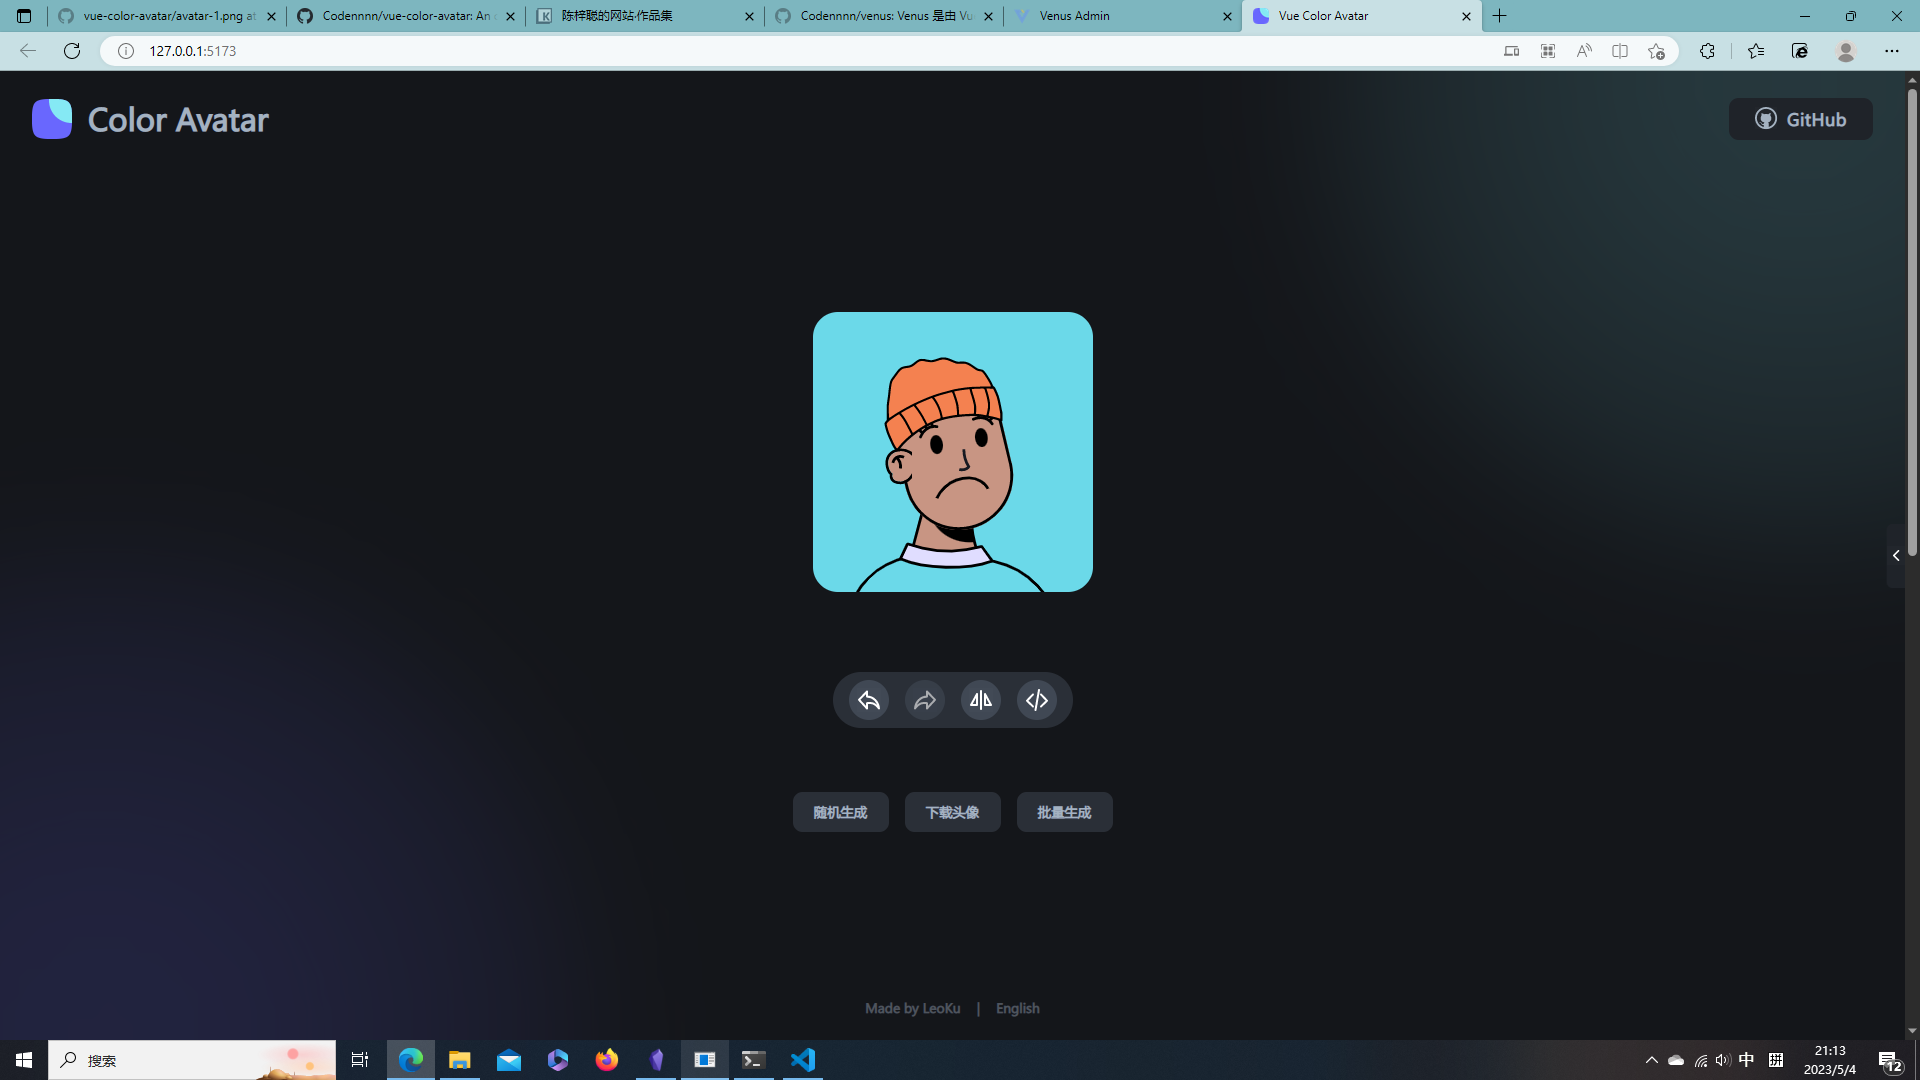 vue-color-avatar/avatar-1.png at
Codennnn/vue-color-avatar: An
陈梓聪的网站·作品集
Codennnn/venus: Venus 是由 Vu
Venus Admin
Vue Color Avatar
127.0.0.1:5173
Color Avatar
GitHub
随机生成
下载头像
批量生成
Made by LeoKu | English
搜索
中
拼
21:13
2023/5/4
12